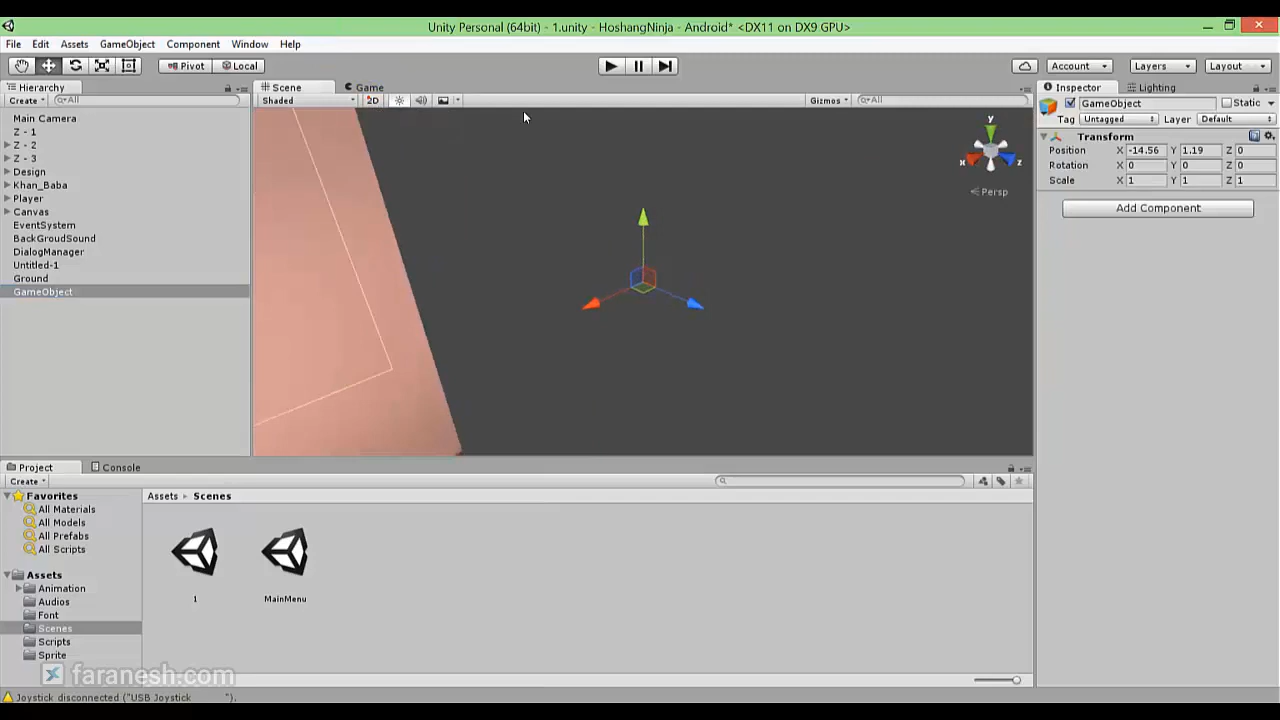 Unity Personal (64bit) - 1.unity - HoshangNinja - Android* <DX11 on DX9 GPU>
File Edit Assets GameObject Component Window Help
Pivot Local Account Layers Layout
Hierarchy
Create All
Main Camera
Z - 1
Z - 2
Z - 3
Design
Khan_Baba
Player
Canvas
EventSystem
BackGroudSound
DialogManager
Untitled-1
Ground
GameObject
Scene Game
Shaded 2D Gizmos All
y
x z
Persp
Inspector Lighting
GameObject Static
Tag Untagged Layer Default
Transform
Position X -14.56 Y 1.19 Z 0
Rotation X 0 Y 0 Z 0
Scale X 1 Y 1 Z 1
Add Component
Project Console
Create
Favorites
All Materials
All Models
All Prefabs
All Scripts
Assets
Animation
Audios
Font
Scenes
Scripts
Sprite
Assets Scenes
1 MainMenu
faranesh.com
Joystick disconnected ("USB Joystick ").